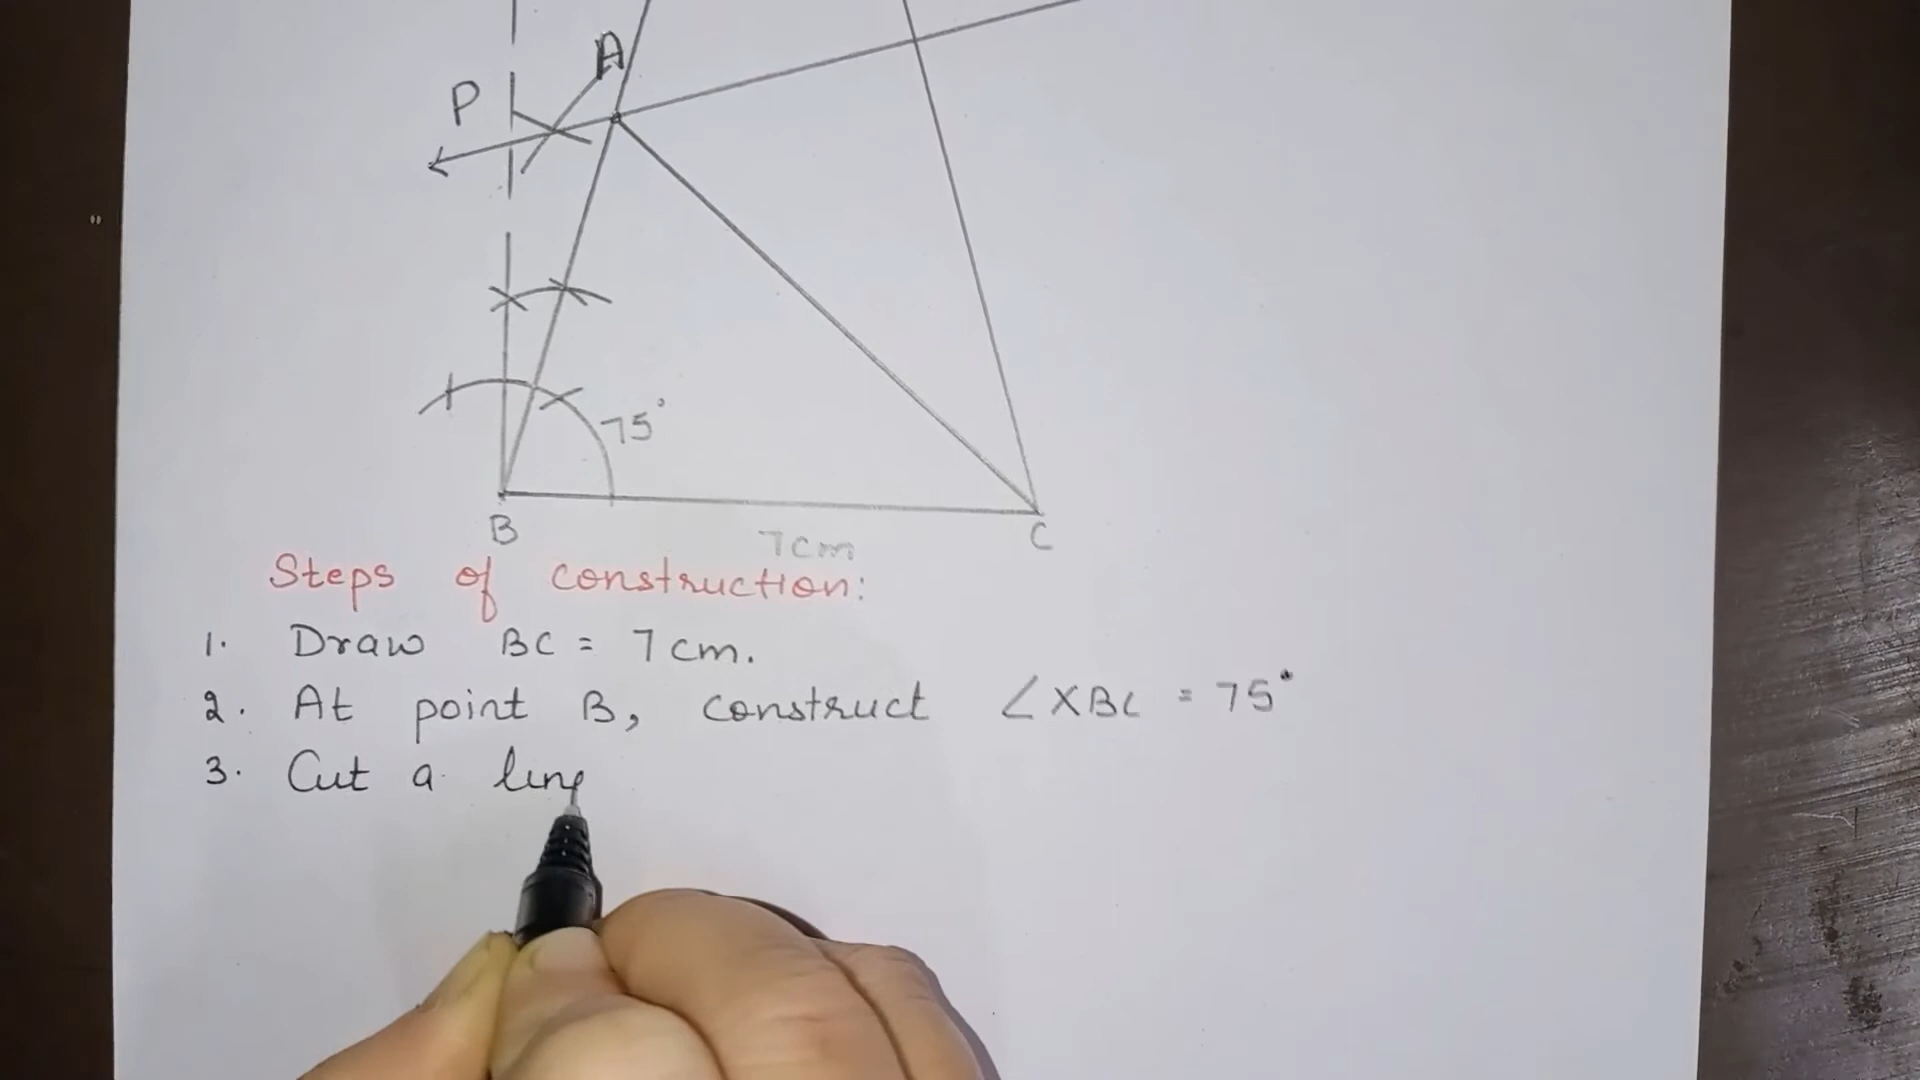 A
P
75°
B
C
7cm
Steps of construction:
1. Draw BC = 7 cm.
2. At point B, construct ∠XBC = 75°
3. Cut a line